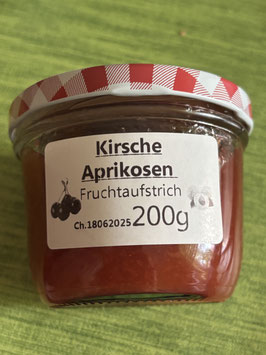 Kirsche
Aprikosen
Fruchtaufstrich
Ch.18062025 200g